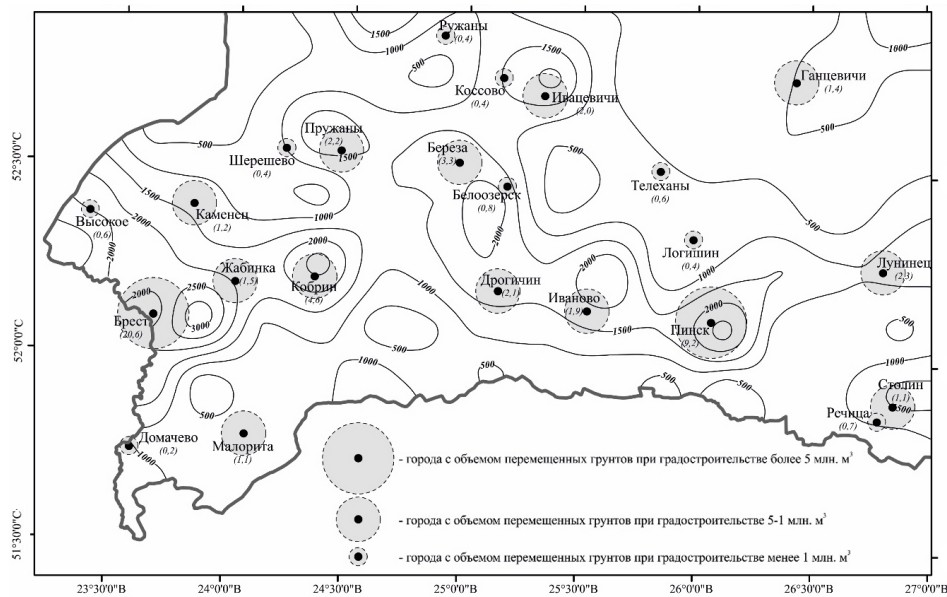 Ружаны
(0,4)
1500
1000
500
1500
1000
Коссово
(0,4)
Ивацевичи
(2,0)
Ганцевичи
(1,4)
500
52°30'0"С
500
Пружаны
(2,2)
1500
Шерешево
(0,4)
Береза
(3,3)
Белоозерск
(0,8)
500
Телеханы
(0,6)
1500
Высокое
(0,6)
2000
Каменец
(1,2)
1000
2000
2000
500
Логишин
(0,4)
1000
Лунинец
(2,3)
2000
Жабинка
(1,5)
Кобрин
(4,6)
2000
Дрогичин
(2,1)
Иваново
(1,9)
1500
2000
2500
3000
Брест
(20,6)
1000
Пинск
(9,2)
2000
500
52°0'0"С
500
1000
500
500
500
1000
Столин
(1,1)
500
Речица
(0,7)
500
Домачево
(0,2)
1000
Малорита
(1,1)
- города с объемом перемещенных грунтов при градостроительстве более 5 млн. м³
- города с объемом перемещенных грунтов при градостроительстве 5-1 млн. м³
- города с объемом перемещенных грунтов при градостроительстве менее 1 млн. м³
51°30'0"С
23°30'0"В 24°0'0"В 24°30'0"В 25°0'0"В 25°30'0"В 26°0'0"В 26°30'0"В 27°0'0"В